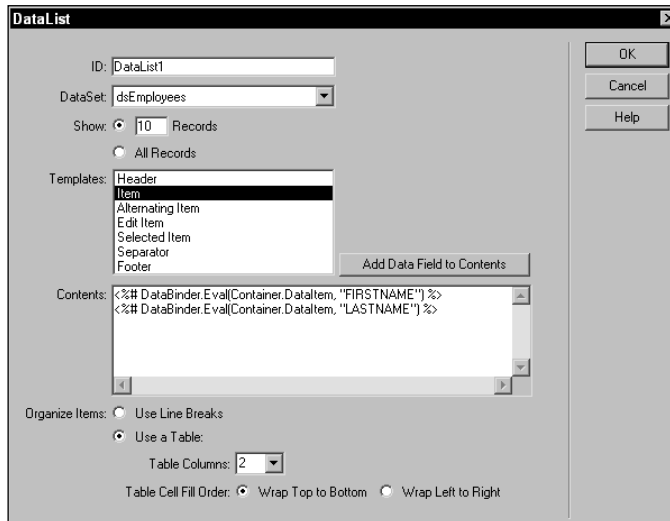 DataList
ID: DataList1
OK
DataSet: dsEmployees
Cancel
Show: 10 Records
Help
All Records
Templates: Header
Item
Alternating Item
Edit Item
Selected Item
Separator
Footer
Add Data Field to Contents
Contents: <%# DataBinder.Eval(Container.DataItem, "FIRSTNAME") %>
<%# DataBinder.Eval(Container.DataItem, "LASTNAME") %>
Organize Items: Use Line Breaks
Use a Table:
Table Columns: 2
Table Cell Fill Order: Wrap Top to Bottom Wrap Left to Right